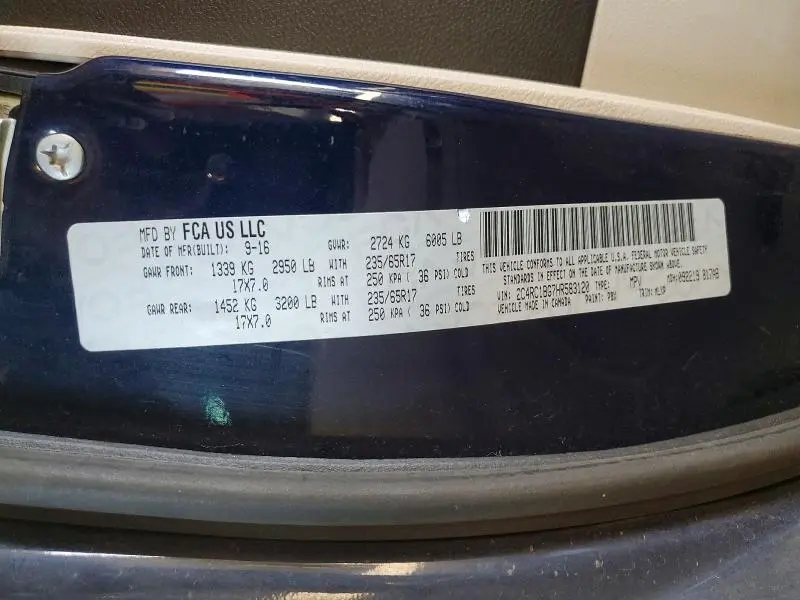 MFD BY FCA US LLC
DATE OF MFR(BUILT): 9-16 GVWR: 2724 KG 6005 LB
GAWR FRONT: 1339 KG 2950 LB WITH 235/65R17 TIRES
17X7.0 RIMS AT 250 KPA ( 36 PSI) COLD
GAWR REAR: 1452 KG 3200 LB WITH 235/65R17 TIRES
17X7.0 RIMS AT 250 KPA ( 36 PSI) COLD
THIS VEHICLE CONFORMS TO ALL APPLICABLE U.S.A. FEDERAL MOTOR VEHICLE SAFETY
STANDARDS IN EFFECT ON THE DATE OF MANUFACTURE SHOWN ABOVE.
VIN: 2C4RC1BG7HR583120 TYPE: MPV
VEHICLE MADE IN CANADA PAINT: PBX TRIM: